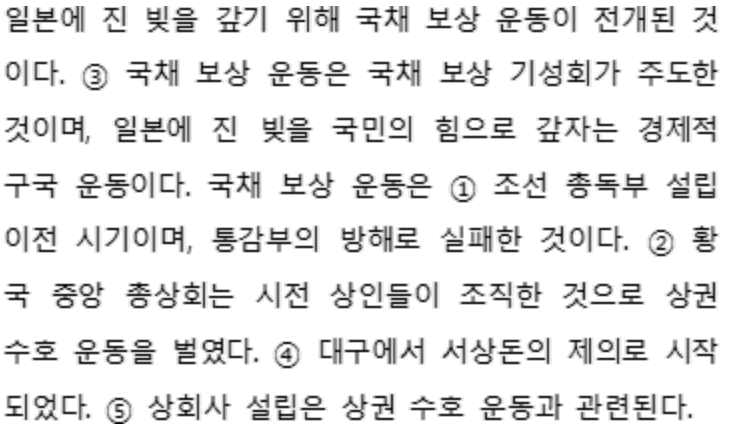 일본에 진 빚을 갚기 위해 국채 보상 운동이 전개된 것
이다. ③ 국채 보상 운동은 국채 보상 기성회가 주도한
것이며, 일본에 진 빚을 국민의 힘으로 갚자는 경제적
구국 운동이다. 국채 보상 운동은 ① 조선 총독부 설립
이전 시기이며, 통감부의 방해로 실패한 것이다. ② 황
국 중앙 총상회는 시전 상인들이 조직한 것으로 상권
수호 운동을 벌였다. ④ 대구에서 서상돈의 제의로 시작
되었다. ⑤ 상회사 설립은 상권 수호 운동과 관련된다.